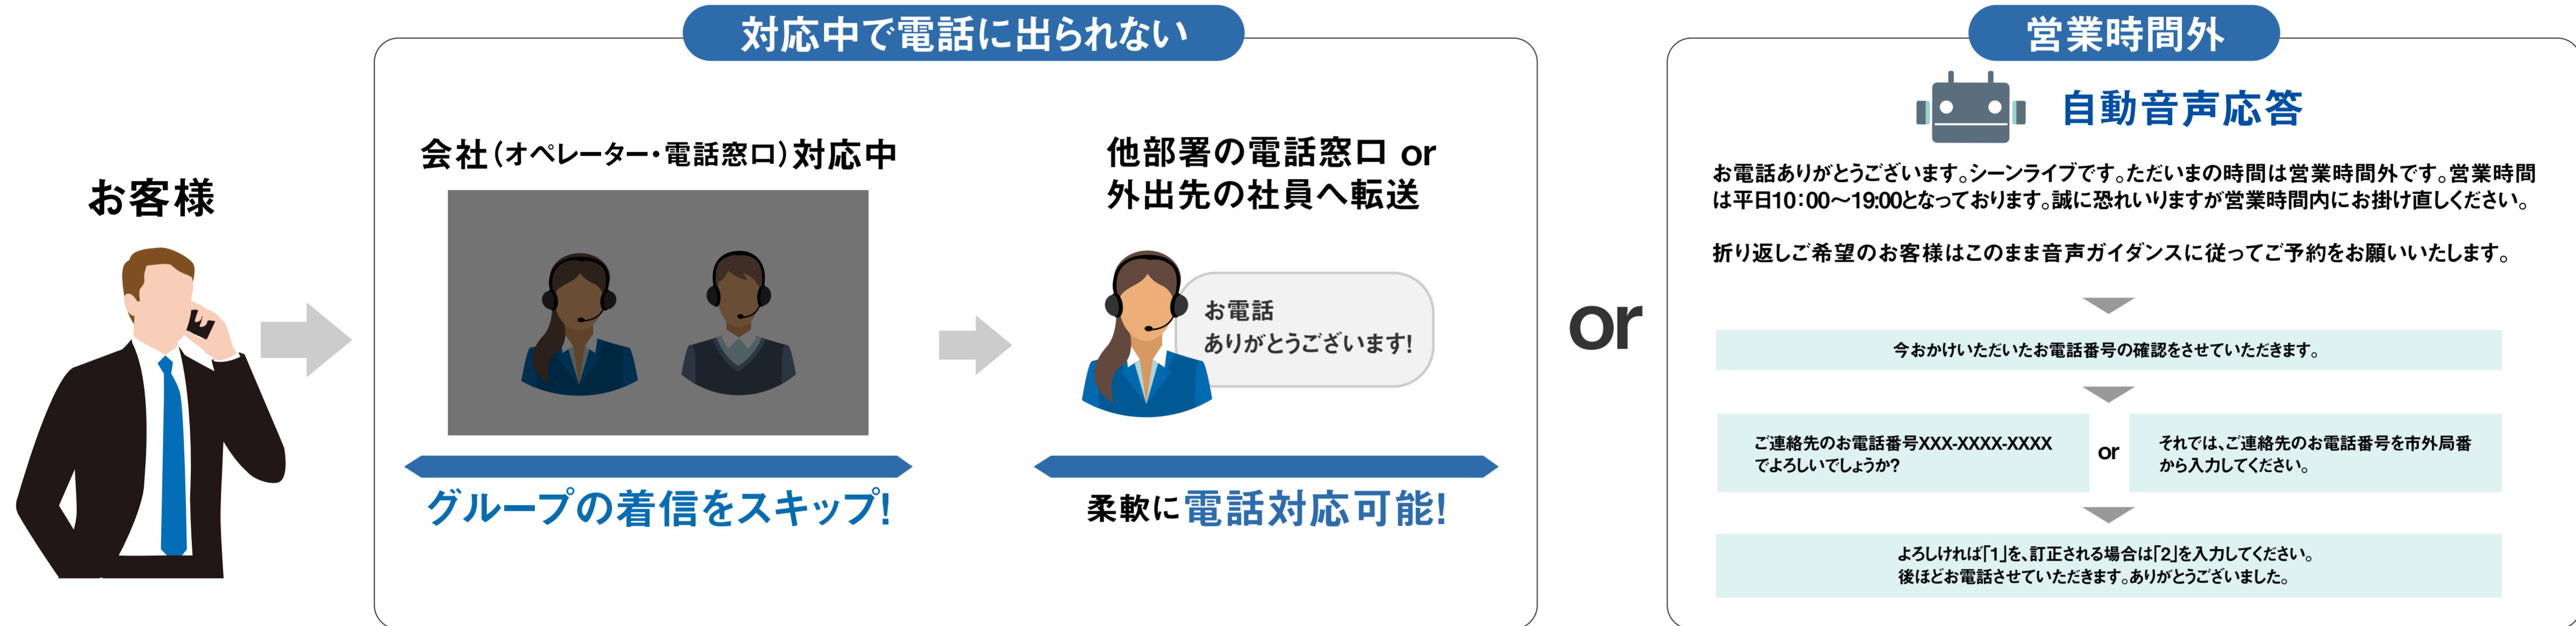 お客様
対応中で電話に出られない
会社（オペレーター・電話窓口）対応中
グループの着信をスキップ！
他部署の電話窓口 or
外出先の社員へ転送
お電話
ありがとうございます！
柔軟に電話対応可能！
or
営業時間外
自動音声応答
お電話ありがとうございます。シーンライブです。ただいまの時間は営業時間外です。営業時間
は平日10：00〜19:00となっております。誠に恐れいりますが営業時間内にお掛け直しください。
折り返しご希望のお客様はこのまま音声ガイダンスに従ってご予約をお願いいたします。
今おかけいただいたお電話番号の確認をさせていただきます。
ご連絡先のお電話番号XXX-XXXX-XXXX
でよろしいでしょうか？
or
それでは、ご連絡先のお電話番号を市外局番
から入力してください。
よろしければ「1」を、訂正される場合は「2」を入力してください。
後ほどお電話させていただきます。ありがとうございました。